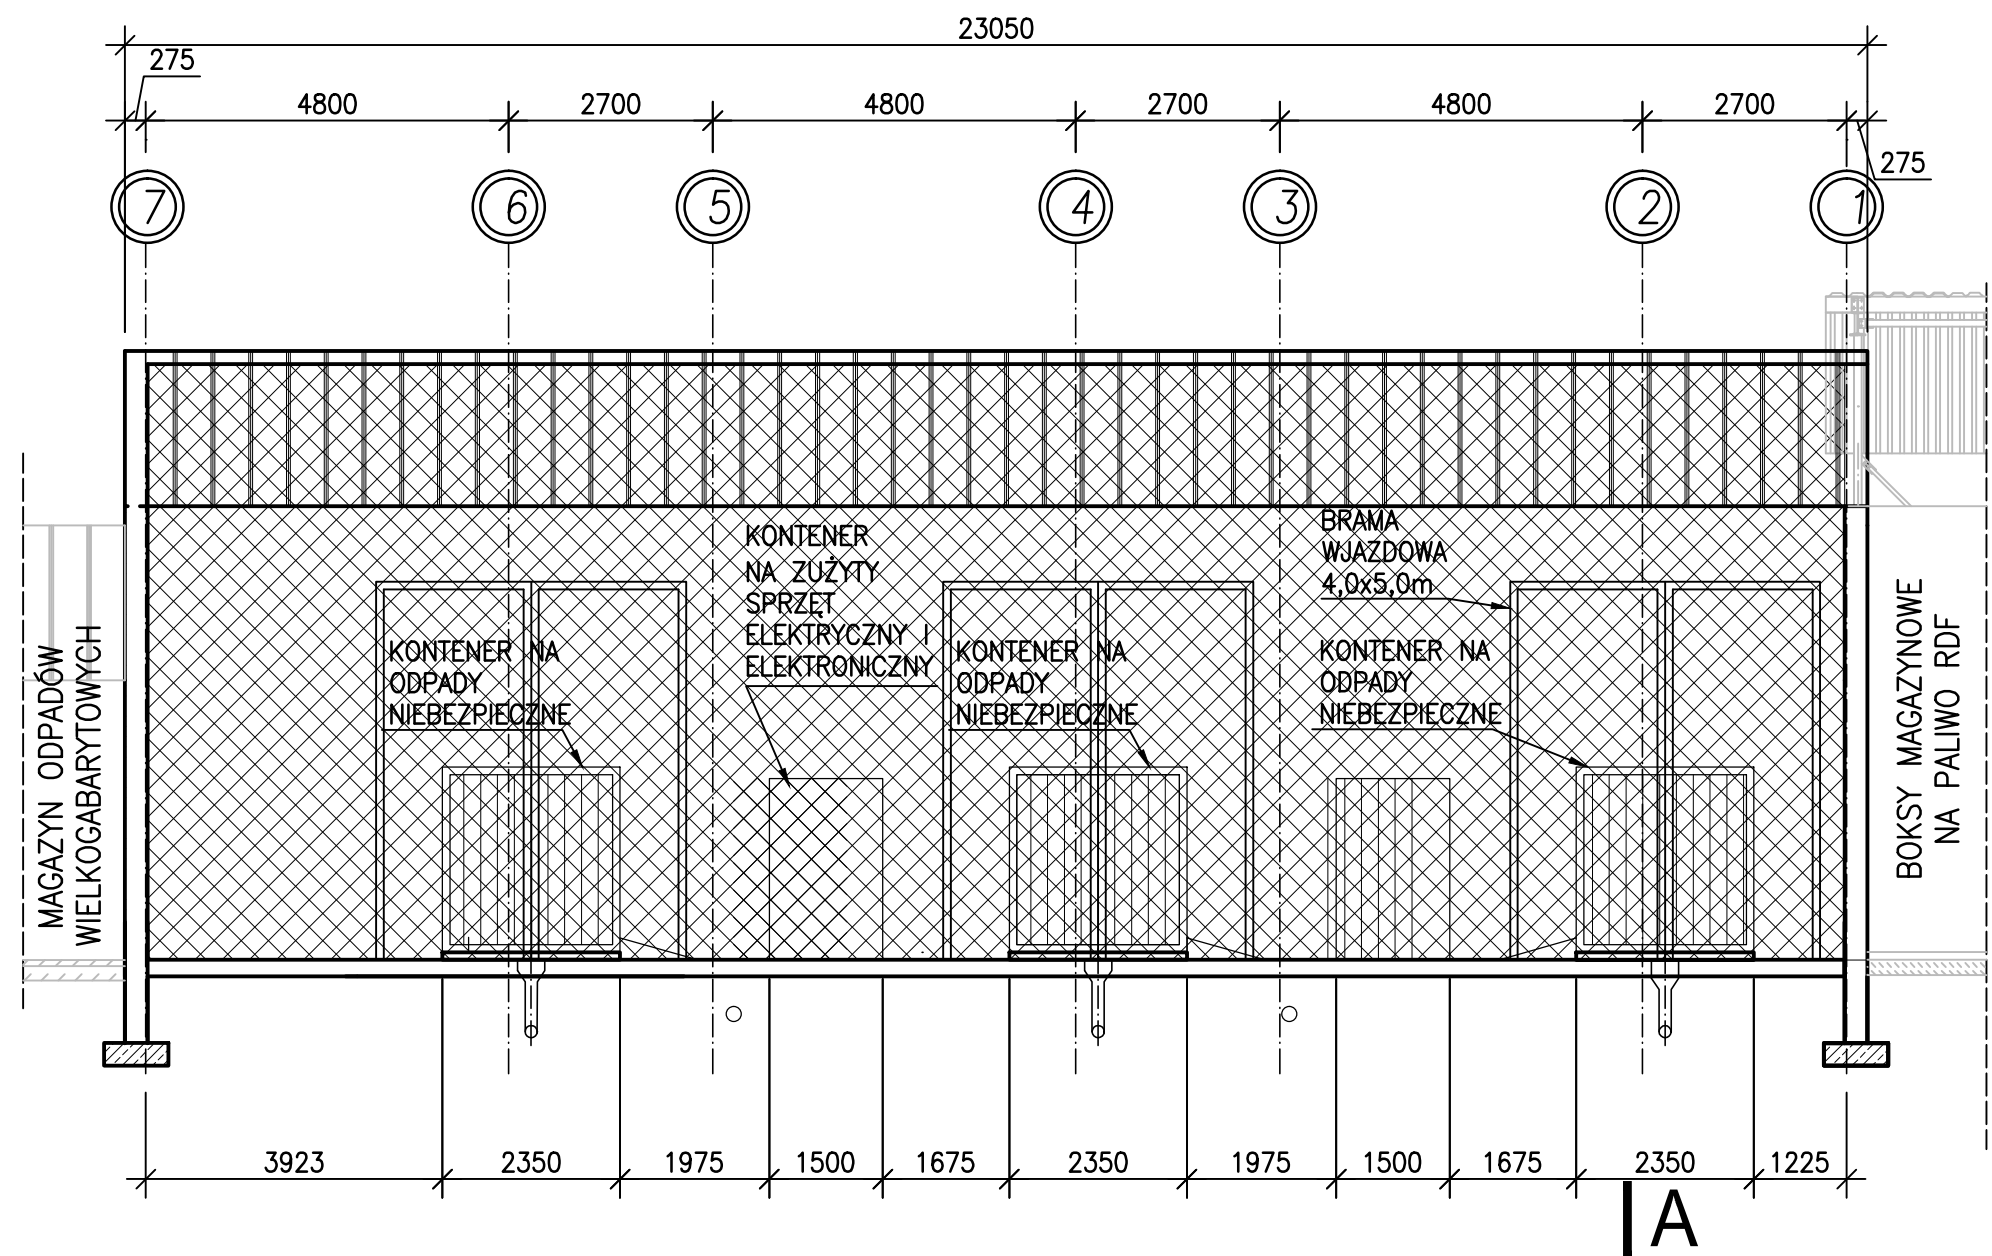 23050
275
4800 2700 4800 2700 4800 2700
275
7 6 5 4 3 2 1
KONTENER
NA ZUŻYTY
SPRZĘT
ELEKTRYCZNY I
ELEKTRONICZNY
BRAMA
WJAZDOWA
4,0x5,0m
KONTENER NA
ODPADY
NIEBEZPIECZNE
KONTENER NA
ODPADY
NIEBEZPIECZNE
KONTENER NA
ODPADY
NIEBEZPIECZNE
MAGAZYN ODPADÓW
WIELKOGABARYTOWYCH
BOKSY MAGAZYNOWE
NA PALIWO RDF
3923 2350 1975 1500 1675 2350 1975 1500 1675 2350 1225
A